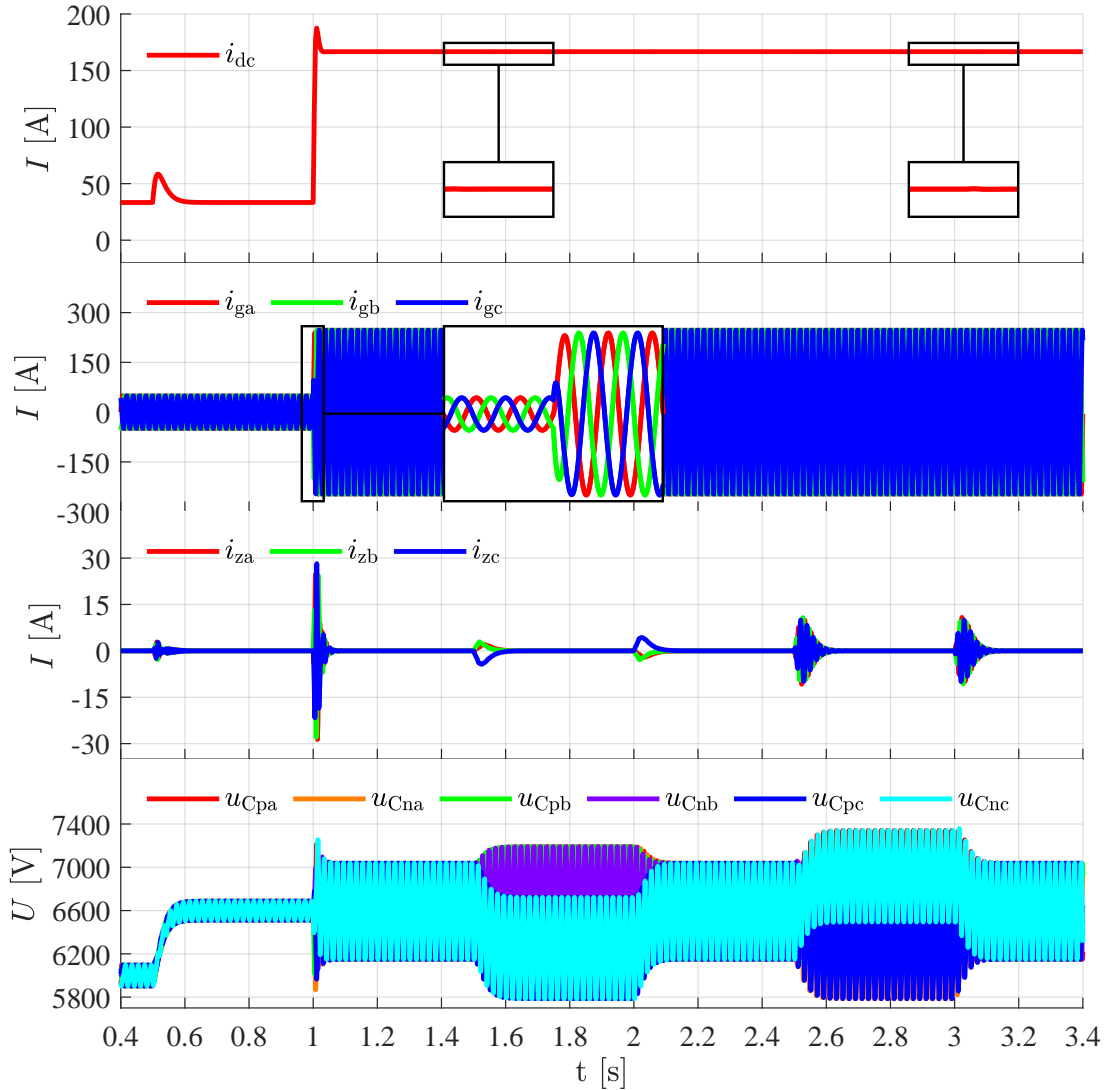 200
150
100
50
0
I [A]
i_dc
300
150
0
-150
-300
I [A]
i_ga i_gb i_gc
30
15
0
-15
-30
I [A]
i_za i_zb i_zc
7400
7000
6600
6200
5800
U [V]
u_Cpa u_Cna u_Cpb u_Cnb u_Cpc u_Cnc
0.4 0.6 0.8 1 1.2 1.4 1.6 1.8 2 2.2 2.4 2.6 2.8 3 3.2 3.4
t [s]